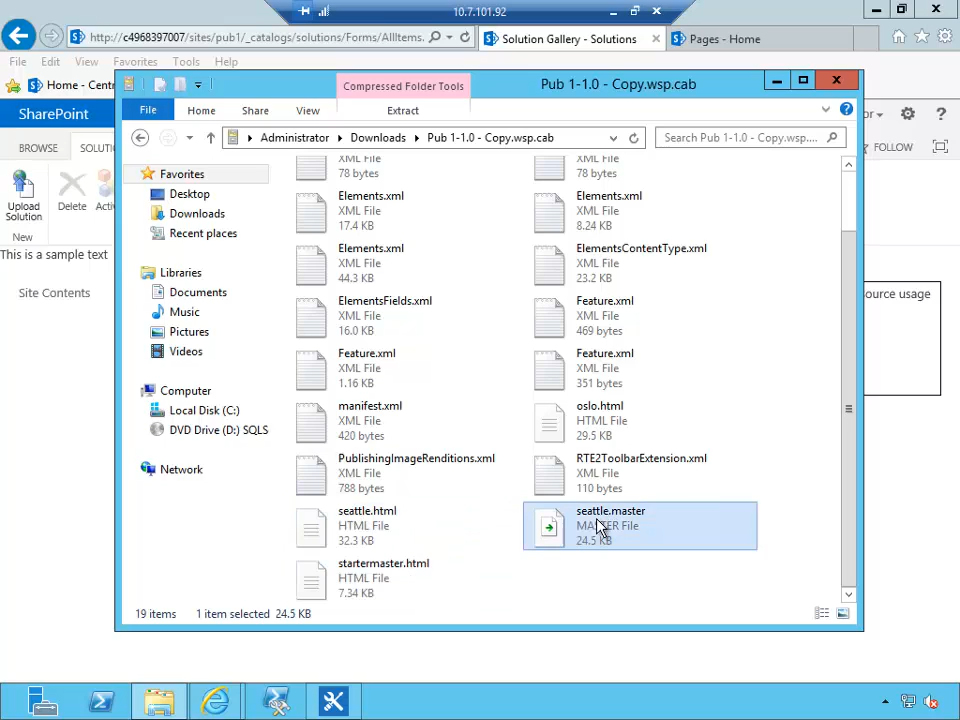 10.7.101.92
http://c4968397007/sites/pub1/_catalogs/solutions/Forms/AllItems.
Solution Gallery - Solutions
Pages - Home
File Edit View Favorites Tools Help
Home - Centr
Compressed Folder Tools
Pub 1-1.0 - Copy.wsp.cab
SharePoint
File Home Share View Extract
BROWSE SOLUTI
FOLLOW
Administrator Downloads Pub 1-1.0 - Copy.wsp.cab
Search Pub 1-1.0 - Copy.wsp....
Upload
Solution
Delete
Activ
New
This is a sample text
Site Contents
Favorites
Desktop
Downloads
Recent places
Libraries
Documents
Music
Pictures
Videos
Computer
Local Disk (C:)
DVD Drive (D:) SQLS
Network
XML File
78 bytes
XML File
78 bytes
Elements.xml
XML File
17.4 KB
Elements.xml
XML File
8.24 KB
Elements.xml
XML File
44.3 KB
ElementsContentType.xml
XML File
23.2 KB
ElementsFields.xml
XML File
16.0 KB
Feature.xml
XML File
469 bytes
Feature.xml
XML File
1.16 KB
Feature.xml
XML File
351 bytes
manifest.xml
XML File
420 bytes
oslo.html
HTML File
29.5 KB
PublishingImageRenditions.xml
XML File
788 bytes
RTE2ToolbarExtension.xml
XML File
110 bytes
seattle.html
HTML File
32.3 KB
seattle.master
MASTER File
24.5 KB
startermaster.html
HTML File
7.34 KB
ource usage
19 items 1 item selected 24.5 KB